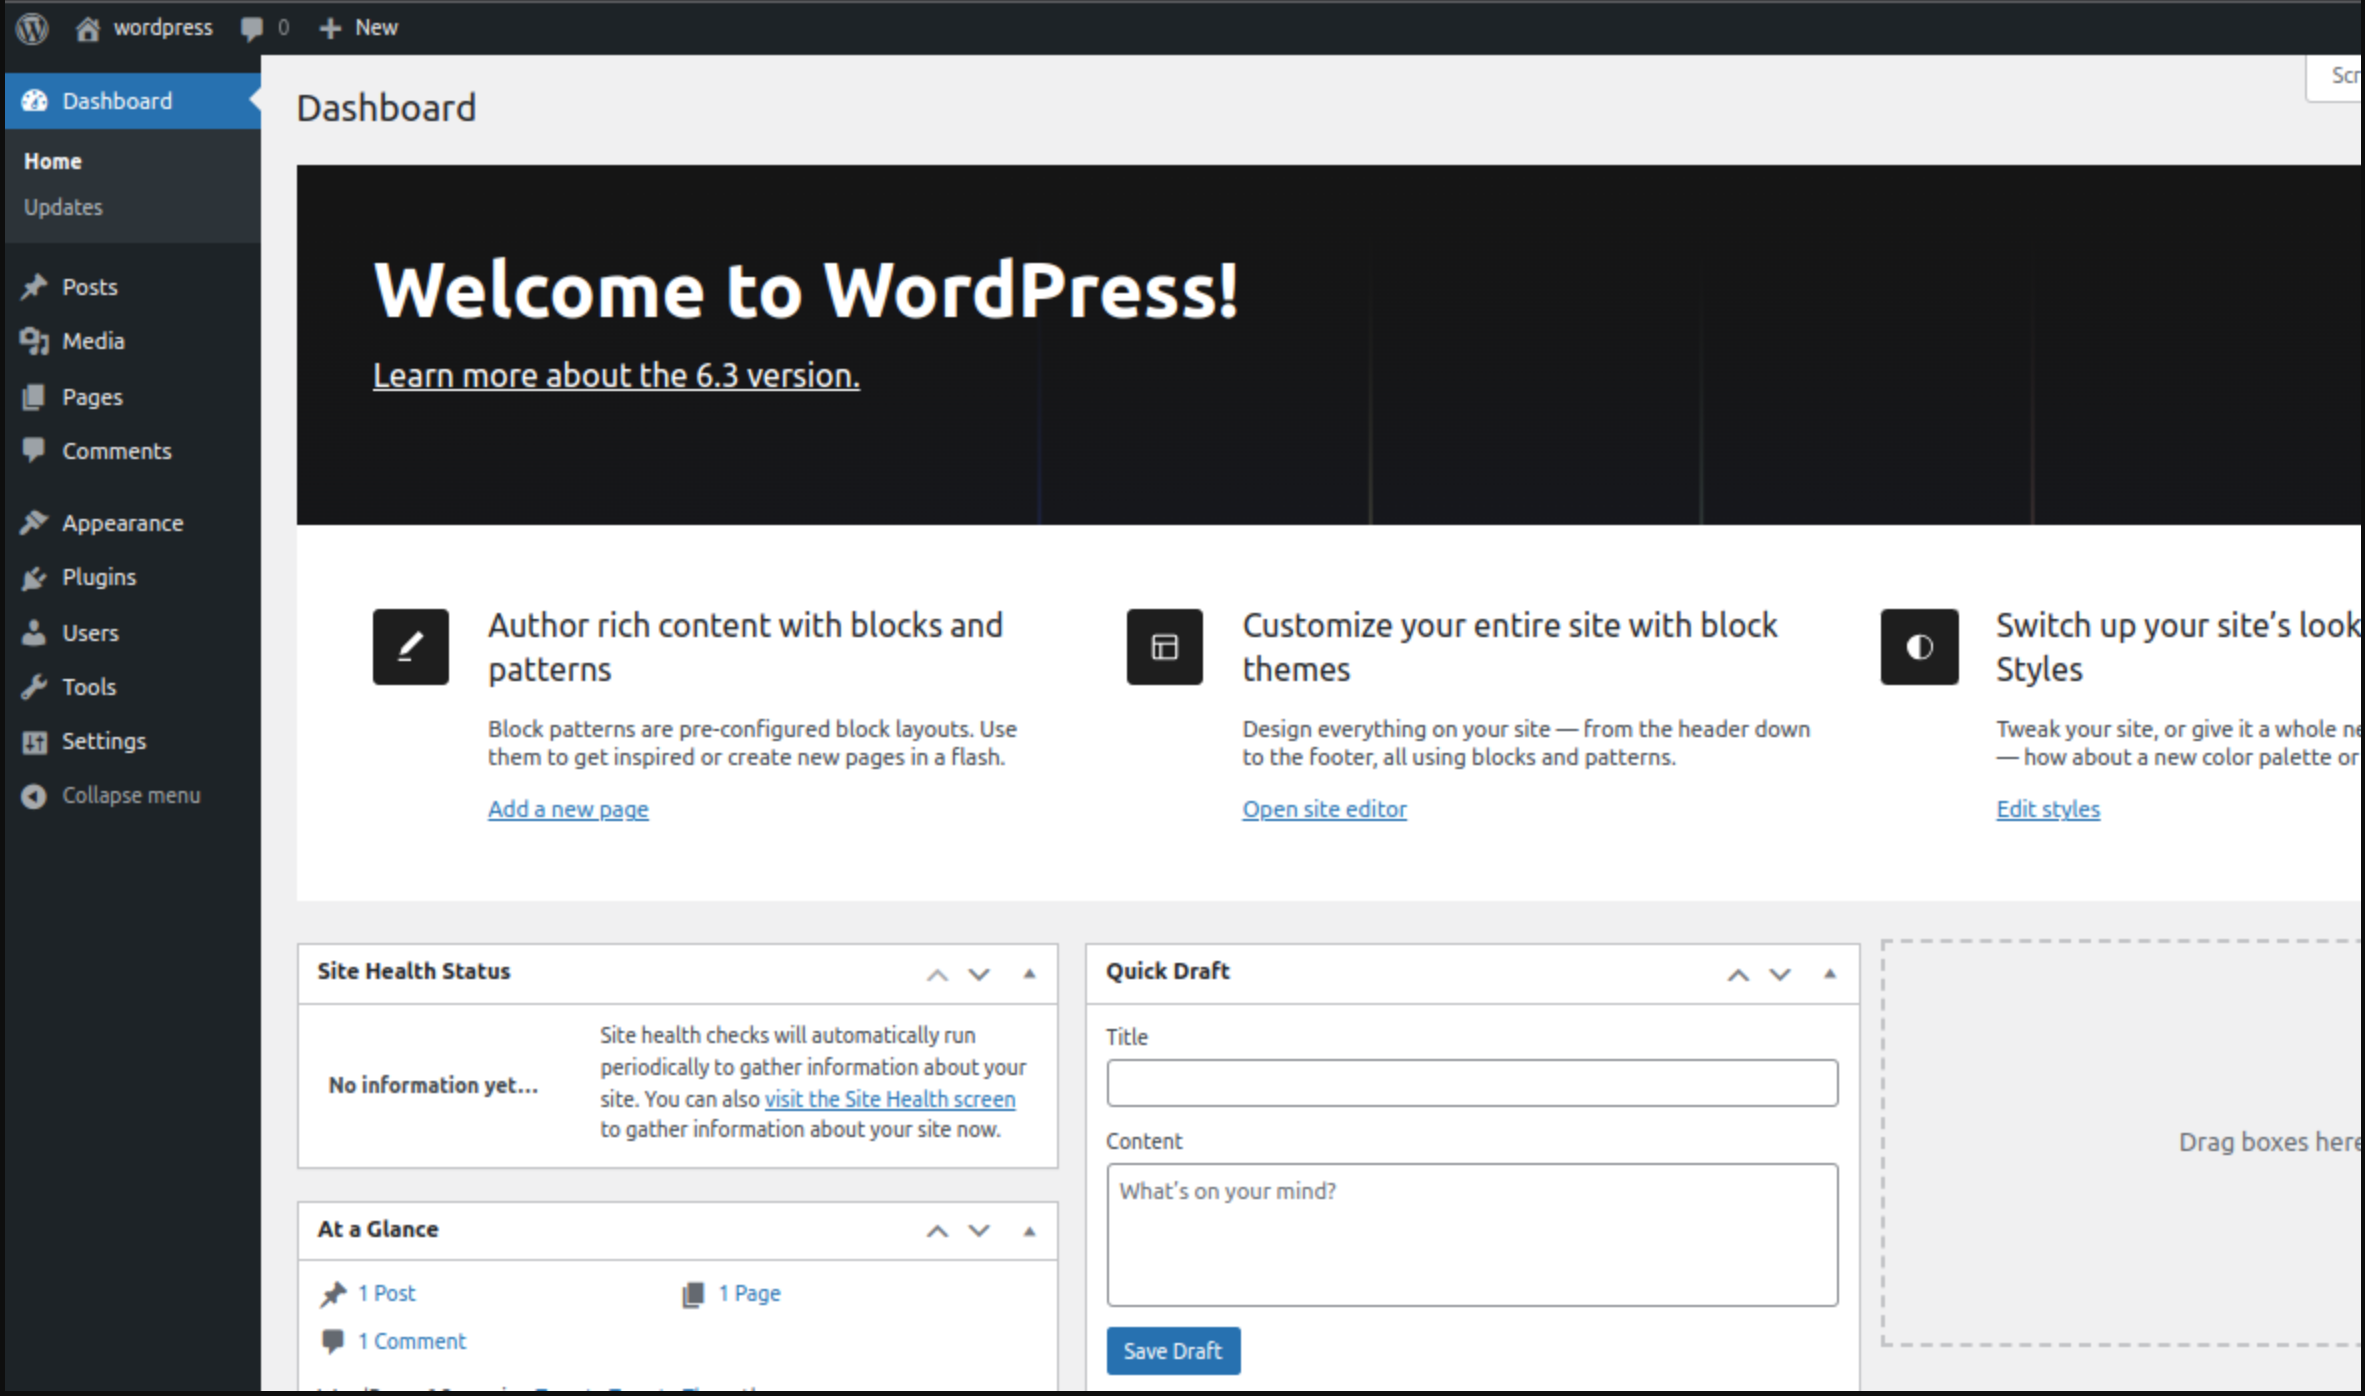 wordpress 0 New
Scr
Dashboard
Home
Updates
Posts
Media
Pages
Comments
Appearance
Plugins
Users
Tools
Settings
Collapse menu
Dashboard
Welcome to WordPress!
Learn more about the 6.3 version.
Author rich content with blocks and
patterns
Block patterns are pre-configured block layouts. Use
them to get inspired or create new pages in a flash.
Add a new page
Customize your entire site with block
themes
Design everything on your site — from the header down
to the footer, all using blocks and patterns.
Open site editor
Switch up your site’s look
Styles
Tweak your site, or give it a whole ne
— how about a new color palette or
Edit styles
Site Health Status
No information yet…
Site health checks will automatically run
periodically to gather information about your
site. You can also visit the Site Health screen
to gather information about your site now.
At a Glance
1 Post
1 Page
1 Comment
Quick Draft
Title
Content
What’s on your mind?
Save Draft
Drag boxes here